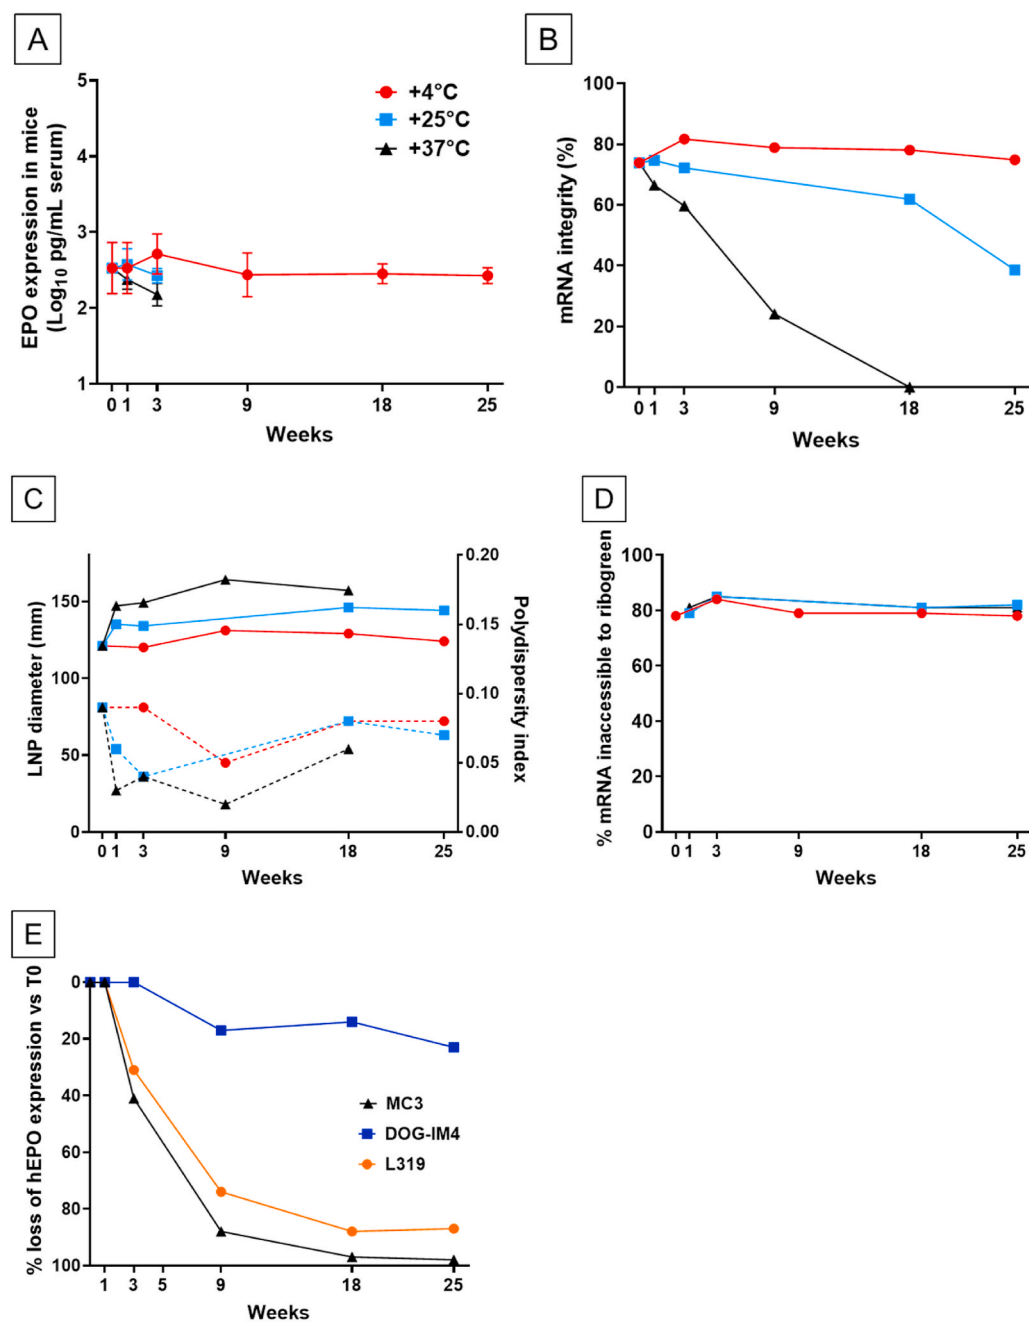 A
EPO expression in mice
(Log10 pg/mL serum)
5
4
3
2
1
+4°C
+25°C
+37°C
0 1 3 9 18 25
Weeks
B
mRNA integrity (%)
100
80
60
40
20
0
0 1 3 9 18 25
Weeks
C
LNP diameter (mm)
150
100
50
0
0.20
0.15
0.10
0.05
0.00
Polydispersity index
0 1 3 9 18 25
Weeks
D
% mRNA inaccessible to ribogreen
100
80
60
40
20
0
0 1 3 9 18 25
Weeks
E
% loss of hEPO expression vs T0
0
20
40
60
80
100
MC3
DOG-IM4
L319
1 3 5 9 18 25
Weeks